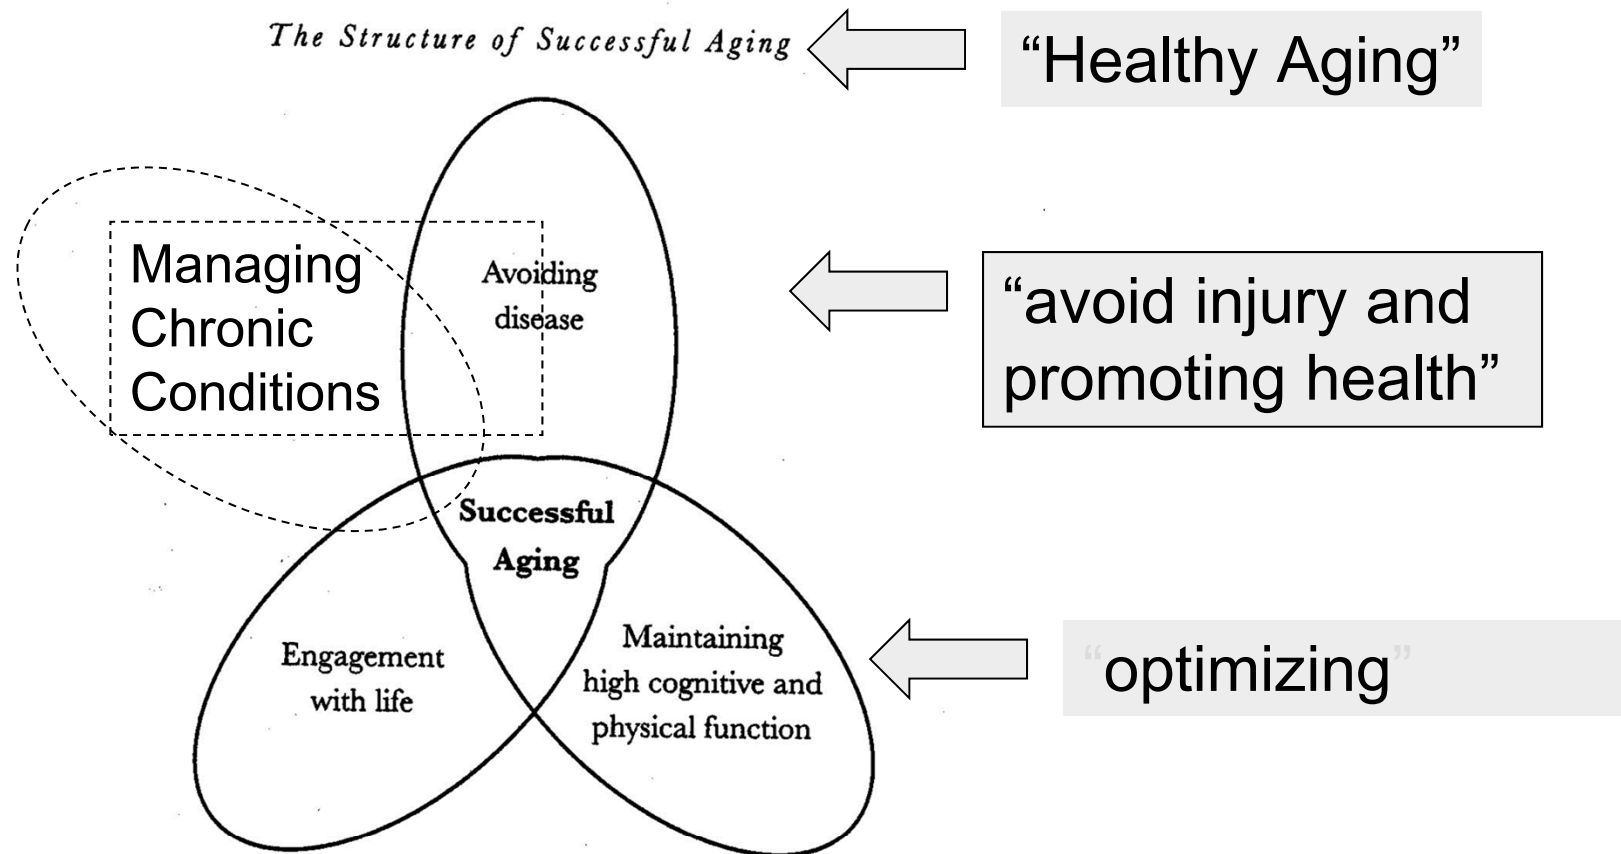 The Structure of Successful Aging
“Healthy Aging”
Managing
Chronic
Conditions
Avoiding
disease
“avoid injury and
promoting health”
Successful
Aging
Engagement
with life
Maintaining
high cognitive and
physical function
“optimizing”